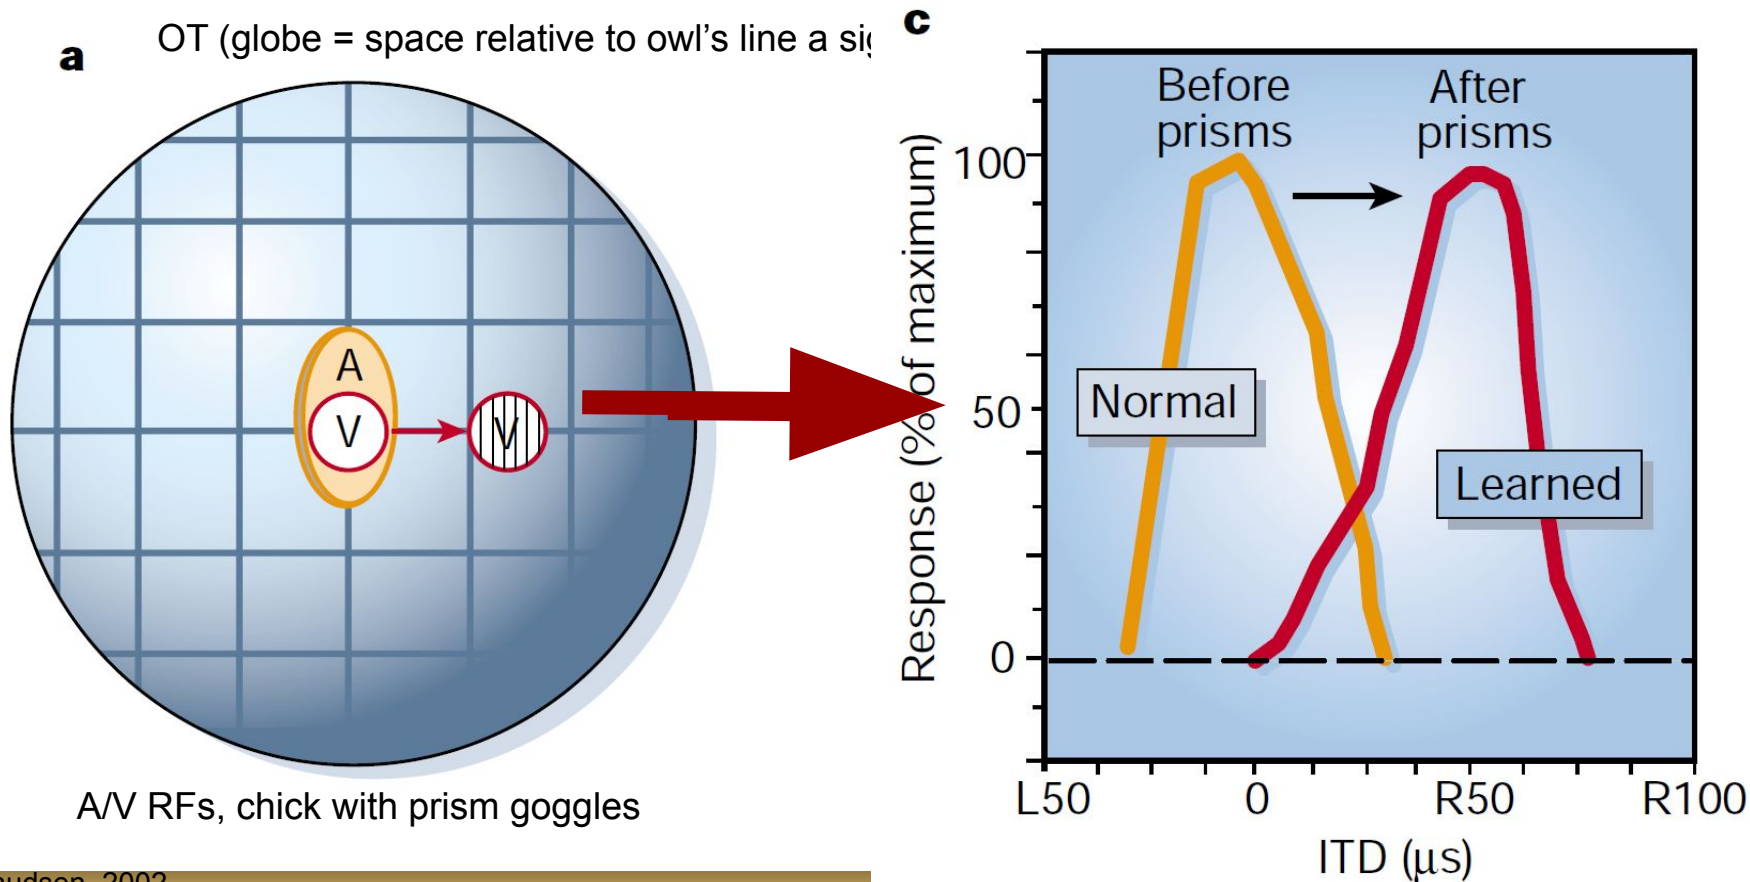 a
OT (globe = space relative to owl's line a
A
V
V
A/V RFs, chick with prism goggles
2002
c
Before
prisms
After
prisms
Response (% of maximum)
100
50
0
Normal
Learned
L50
0
R50
R100
ITD (μs)